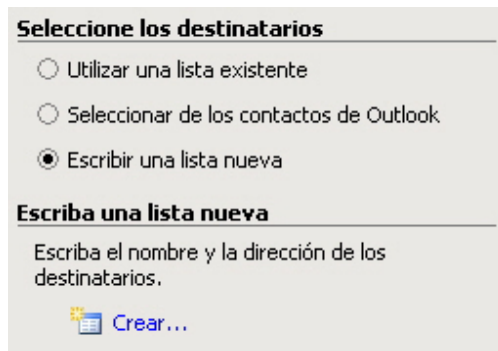 Seleccione los destinatarios
Utilizar una lista existente
Seleccionar de los contactos de Outlook
Escribir una lista nueva
Escriba una lista nueva
Escriba el nombre y la dirección de los
destinatarios.
Crear...